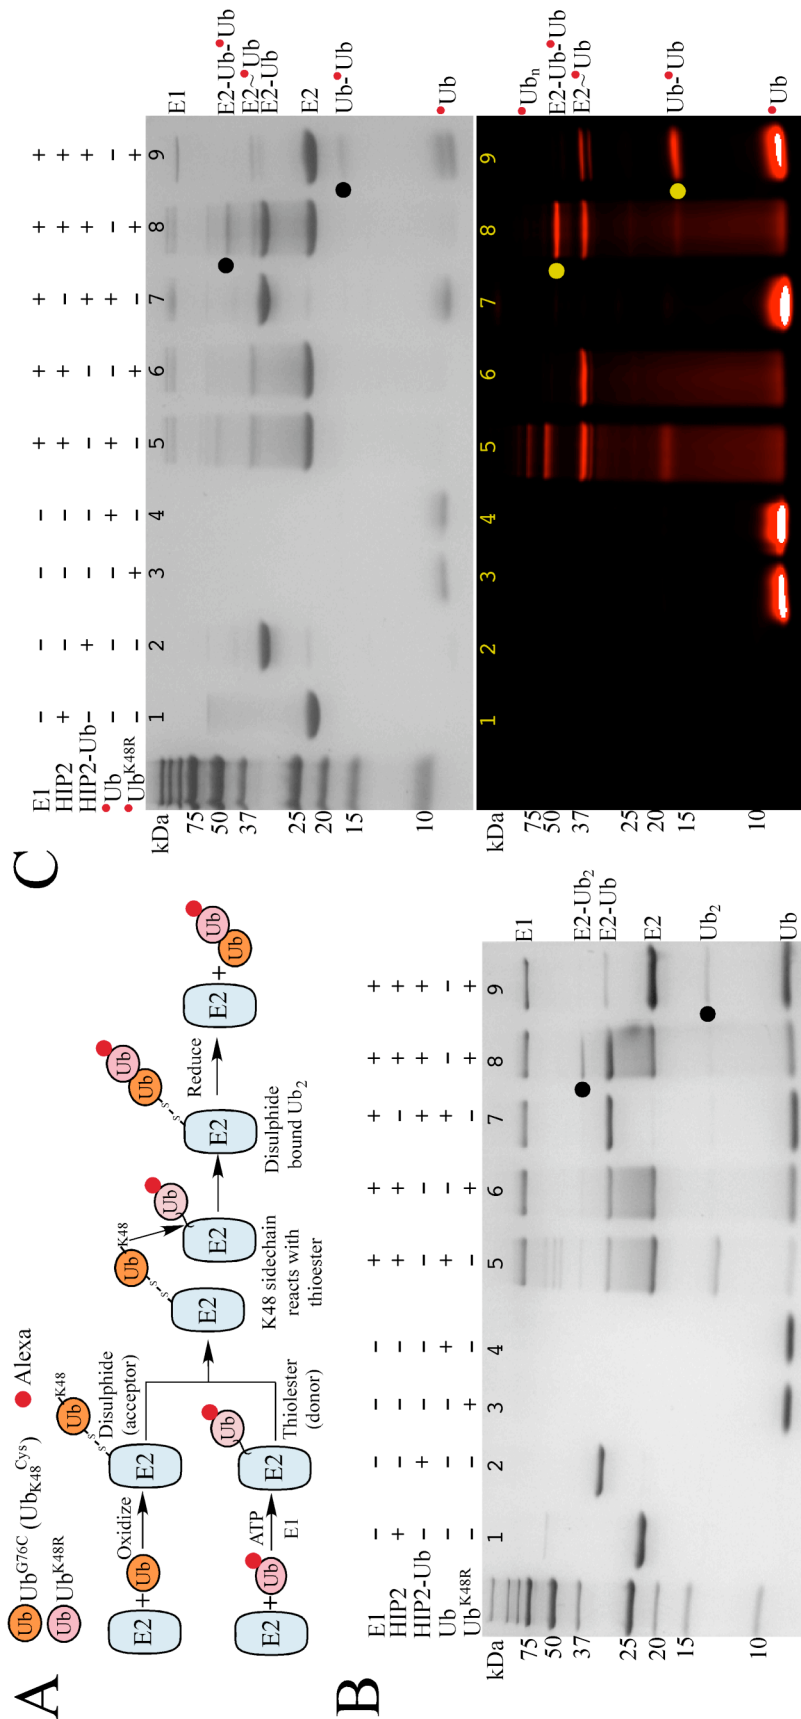 A
Ub Ub^G76C (Ub_K48^Cys) Alexa
Ub Ub^K48R
E2 + Ub
Oxidize
E2
s s
Ub
K48
Disulphide
(acceptor)
E2 + Ub
ATP
E1
E2
Ub
Thiolester
(donor)
E2
s s
Ub
K48
E2
Ub
K48 sidechain
reacts with
thioester
E2
s s
Ub
Ub
Disulphide
bound Ub2
Reduce
E2 +
Ub
Ub
B
E1 − − − − + + + + +
HIP2 + − − − + + − + +
HIP2-Ub − + − − − − + + +
Ub − − − + + − + − −
Ub^K48R − − + − − + − + +
kDa 1 2 3 4 5 6 7 8 9
75
50
37
25
20
15
10
E1
E2-Ub2
E2-Ub
E2
Ub2
Ub
C
E1 − − − − + + + + +
HIP2 + − − − + + − + +
HIP2-Ub − + − − − − + + +
•Ub − − − + + − + − −
•Ub^K48R − − + − − + − + +
kDa 1 2 3 4 5 6 7 8 9
75
50
37
25
20
15
10
E1
E2-Ub-•Ub
E2~•Ub
E2-Ub
E2
Ub-•Ub
•Ub
kDa 1 2 3 4 5 6 7 8 9
75
50
37
25
20
15
10
•Ubn
E2-Ub-•Ub
E2~•Ub
Ub-•Ub
•Ub